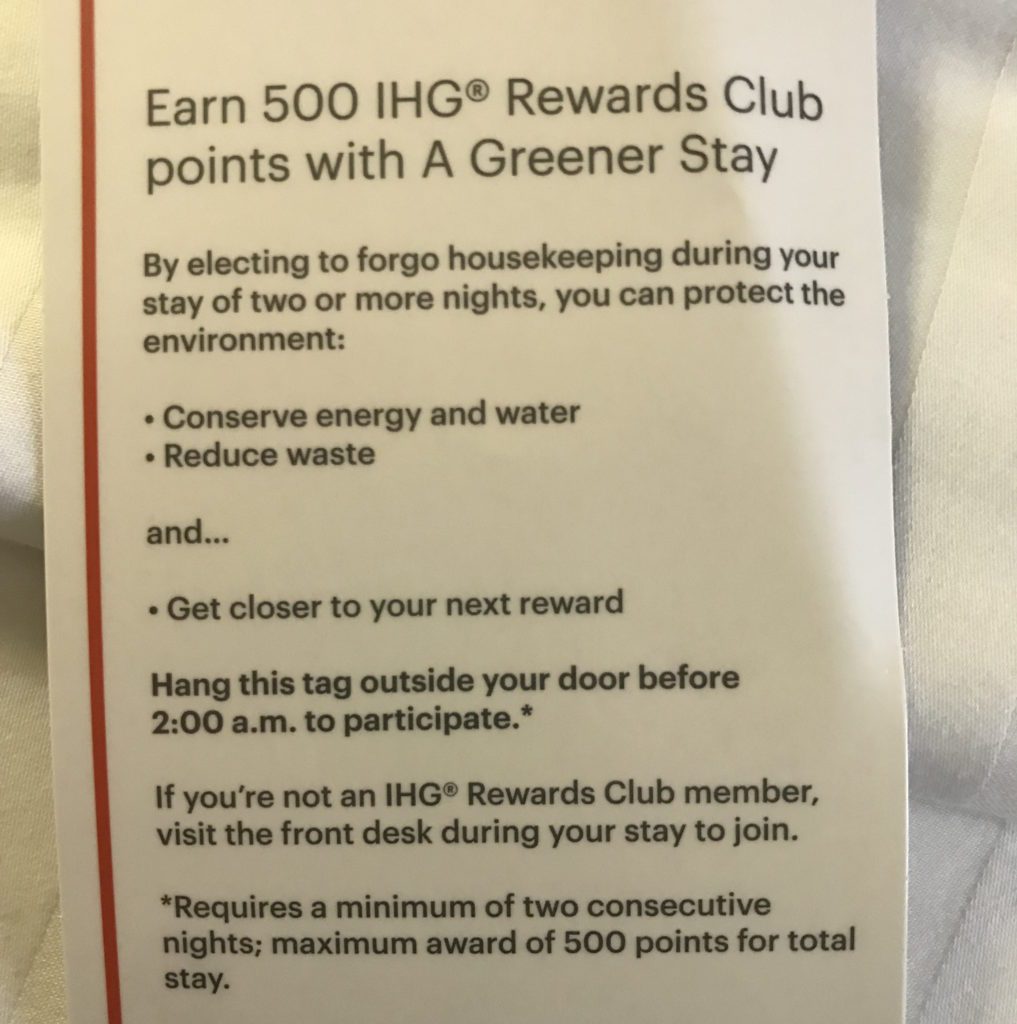 Earn 500 IHG® Rewards Club
points with A Greener Stay
By electing to forgo housekeeping during your
stay of two or more nights, you can protect the
environment:
• Conserve energy and water
• Reduce waste
and...
• Get closer to your next reward
Hang this tag outside your door before
2:00 a.m. to participate.*
If you're not an IHG® Rewards Club member,
visit the front desk during your stay to join.
*Requires a minimum of two consecutive
nights; maximum award of 500 points for total
stay.